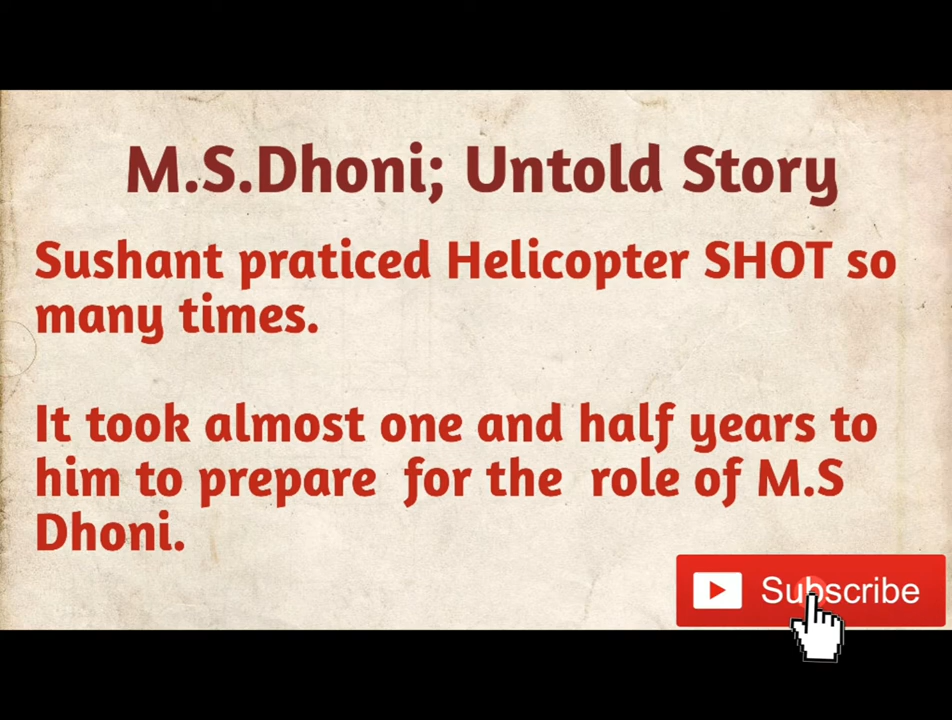 M.S.Dhoni; Untold Story
Sushant praticed Helicopter SHOT so
many times.
It took almost one and half years to
him to prepare for the role of M.S
Dhoni.
Subscribe